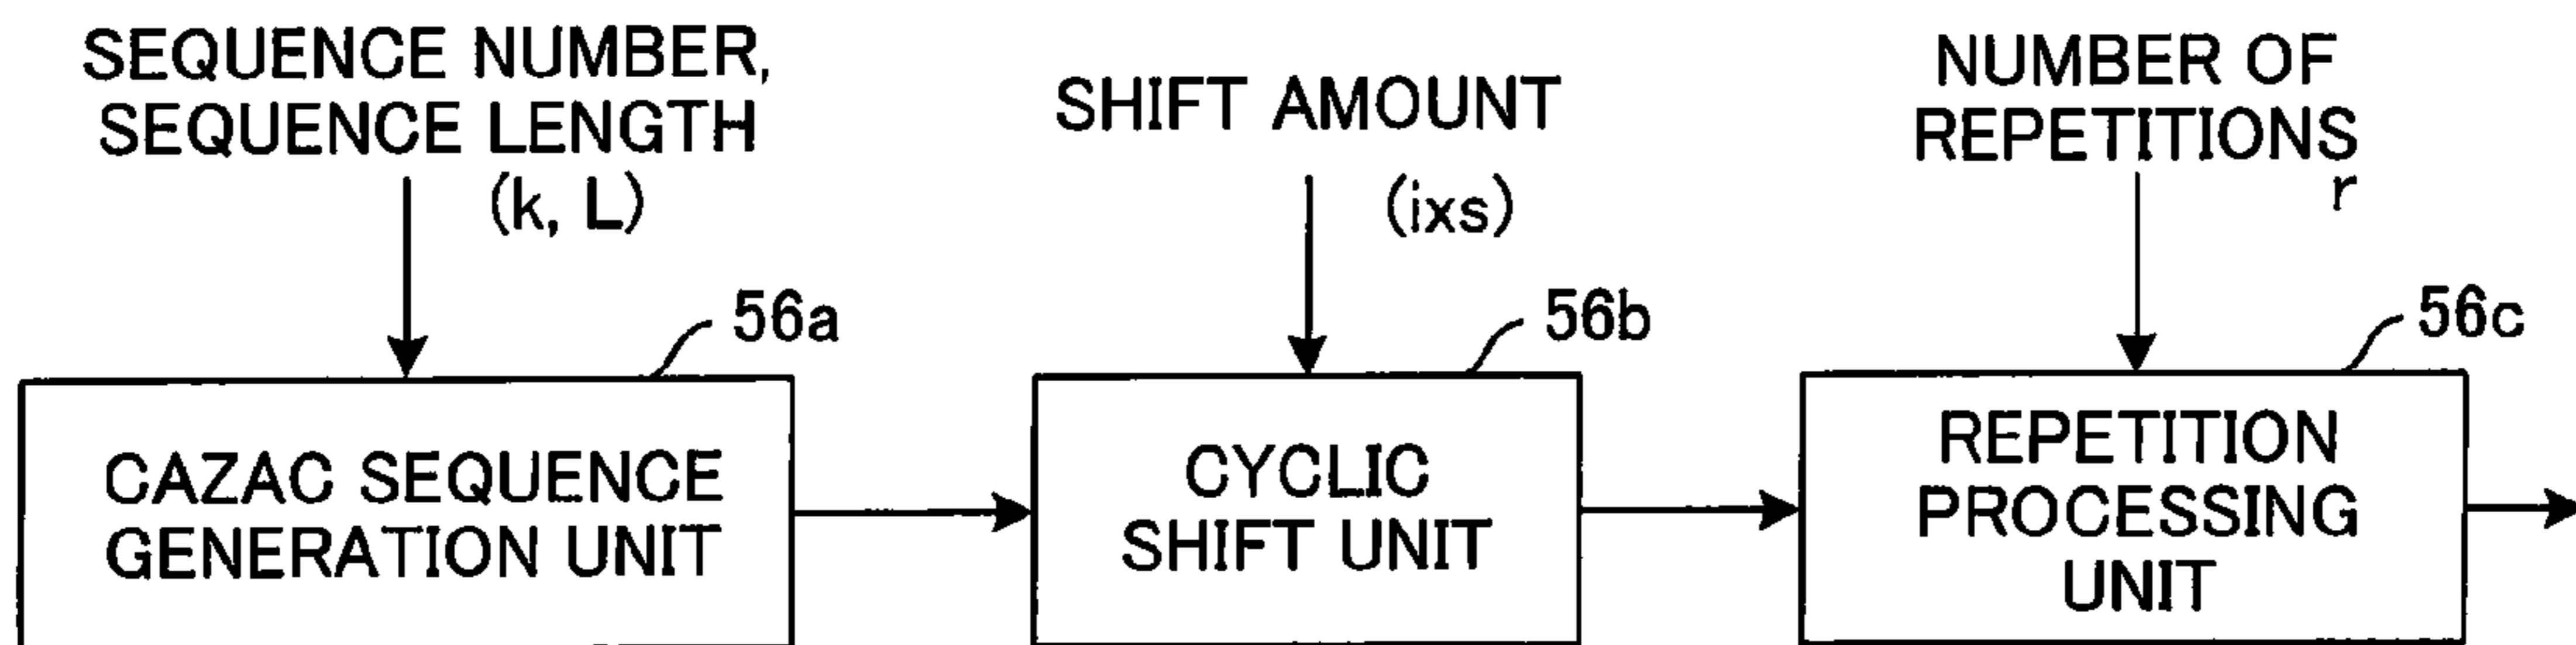 SEQUENCE NUMBER,
SEQUENCE LENGTH
(k, L)
SHIFT AMOUNT
(ixs)
NUMBER OF
REPETITIONS
r
56a
56b
56c
CAZAC SEQUENCE
GENERATION UNIT
CYCLIC
SHIFT UNIT
REPETITION
PROCESSING
UNIT